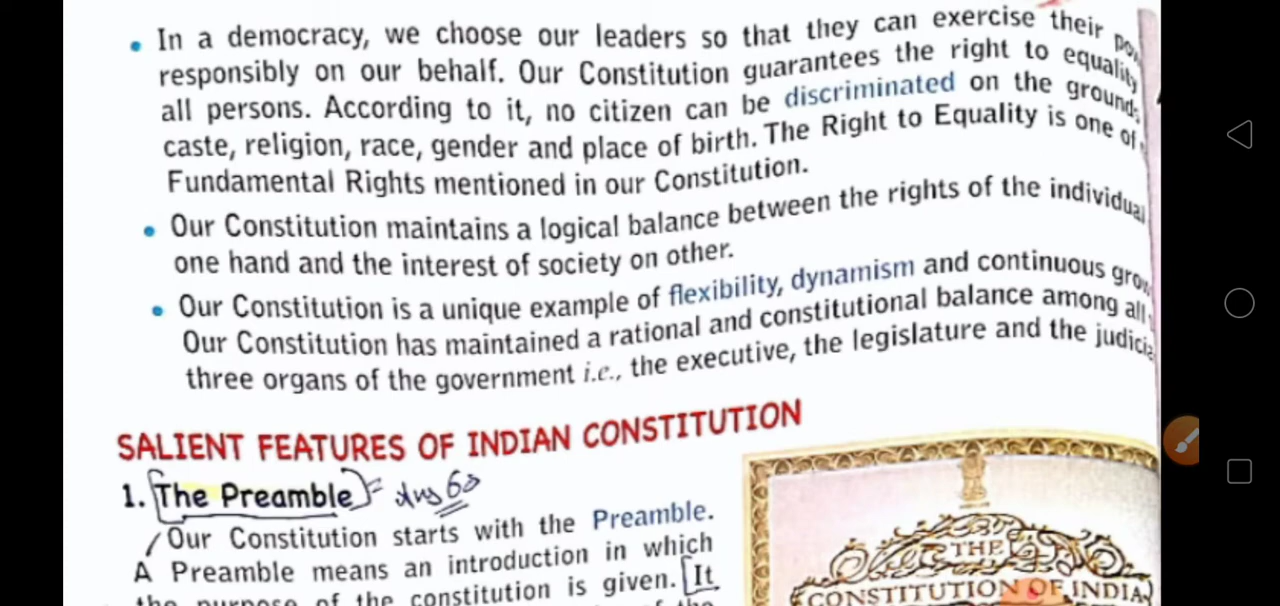 • In a democracy, we choose our leaders so that they can exercise their
responsibly on our behalf. Our Constitution guarantees the right to equality
all persons. According to it, no citizen can be discriminated on the grounds
caste, religion, race, gender and place of birth. The Right to Equality is one of
Fundamental Rights mentioned in our Constitution.
• Our Constitution maintains a logical balance between the rights of the individual
one hand and the interest of society on other.
• Our Constitution is a unique example of flexibility, dynamism and continuous
Our Constitution has maintained a rational and constitutional balance among all
three organs of the government i.e., the executive, the legislature and the
SALIENT FEATURES OF INDIAN CONSTITUTION
1. The Preamble Ans 6
Our Constitution starts with the Preamble.
A Preamble means an introduction in which
the purpose of the constitution is given. It
THE
CONSTITUTION OF INDIA